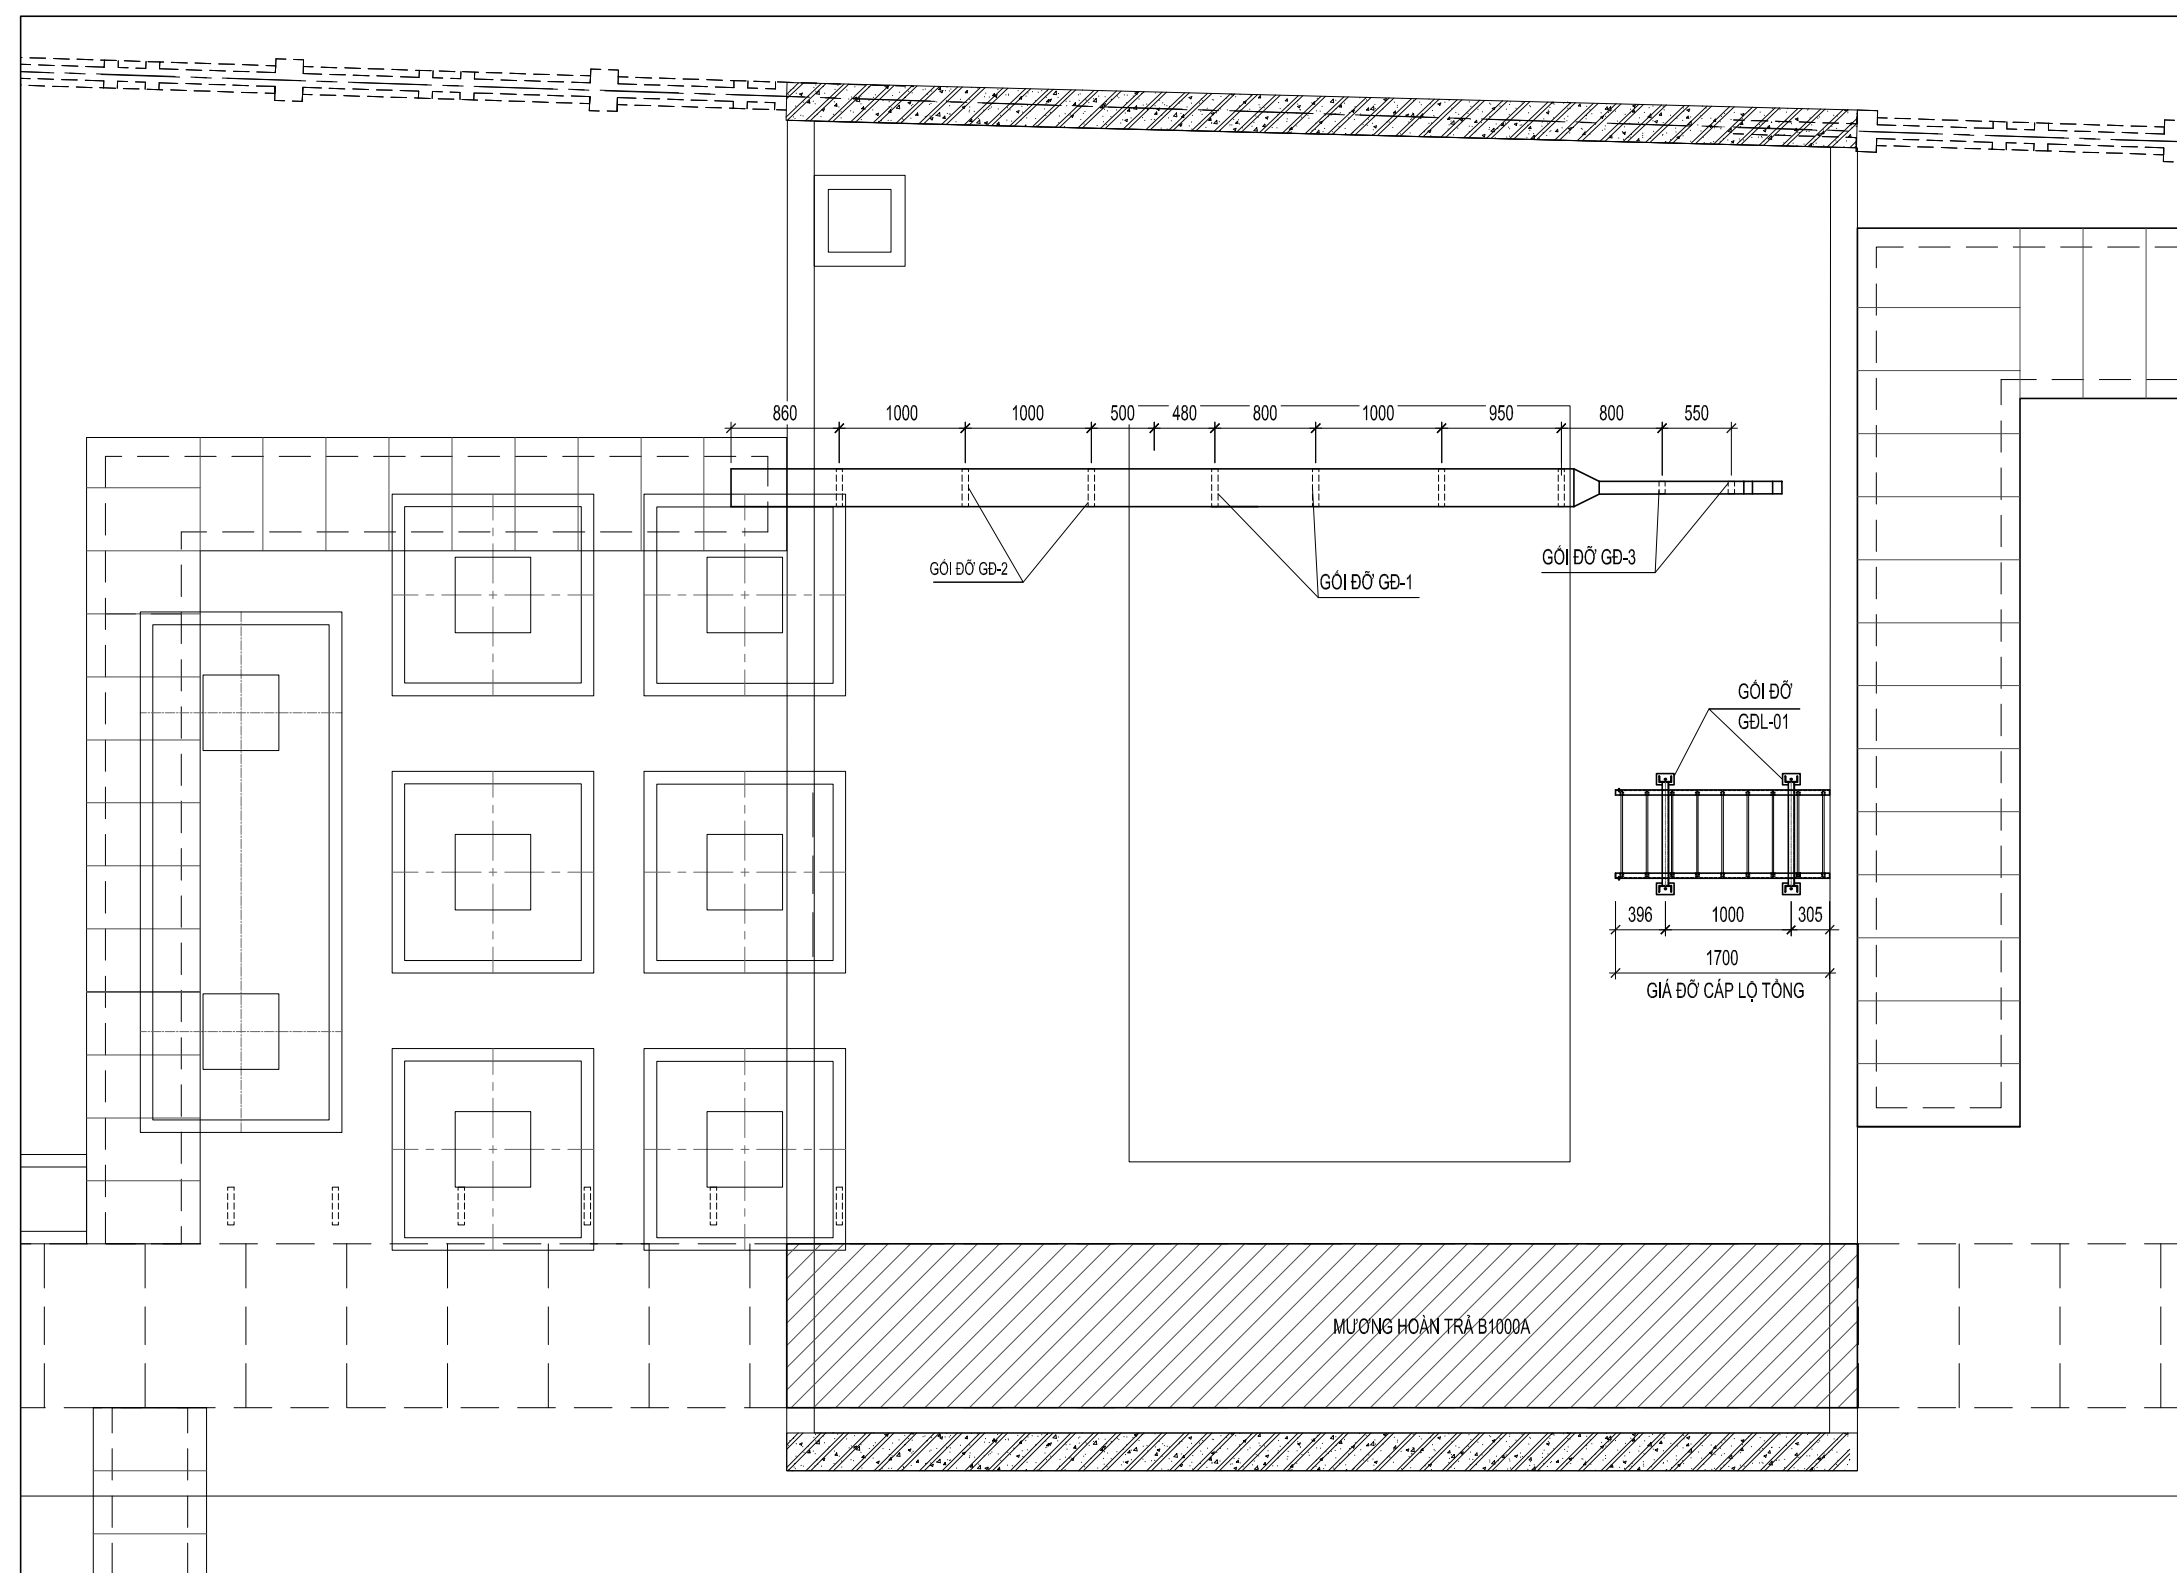 860 1000 1000 500 480 800 1000 950 800 550
GỐI ĐỠ GĐ-2
GỐI ĐỠ GĐ-1
GỐI ĐỠ GĐ-3
GỐI ĐỠ
GĐL-01
396 1000 305
1700
GIÁ ĐỠ CÁP LỘ TỔNG
MƯƠNG HOÀN TRẢ B1000A